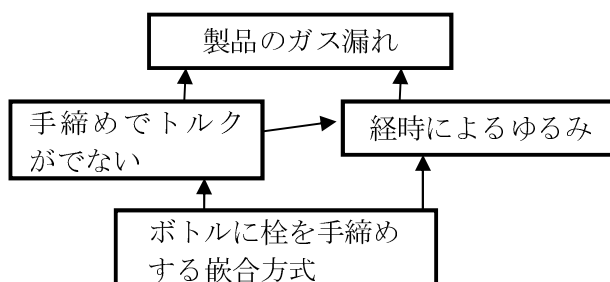 製品のガス漏れ
手締めでトルク
がでない
経時によるゆるみ
ボトルに栓を手締め
する嵌合方式